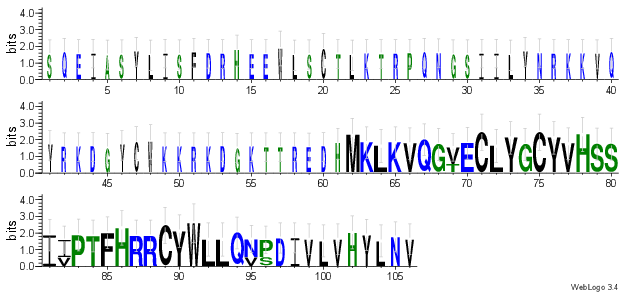 4.0
3.0
2.0
1.0
0.0
bits
SQEIASYLISFDRHEEWLSCTLKTRPQNGSIILYNRKKVQ
5 10 15 20 25 30 35 40
4.0
3.0
2.0
1.0
0.0
bits
YRKDGYCWKKRKDGKTTREDHMKLKVQGECLYGCYVHSS
45 50 55 60 65 70 75 80
4.0
3.0
2.0
1.0
0.0
bits
IIPTFHRRCYWLLQNPDIVLVHYLNV
V V S
85 90 95 100 105
WebLogo 3.4